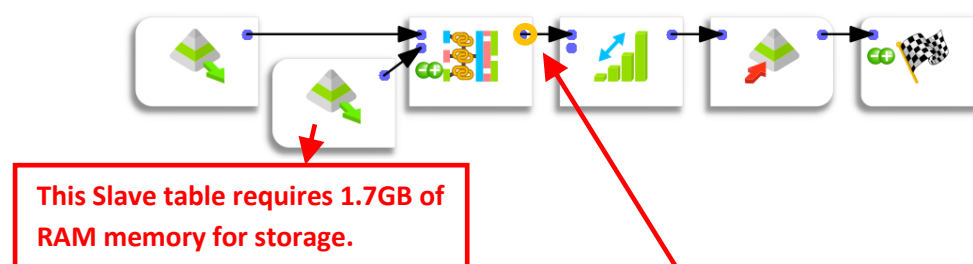 This Slave table requires 1.7GB of
RAM memory for storage.